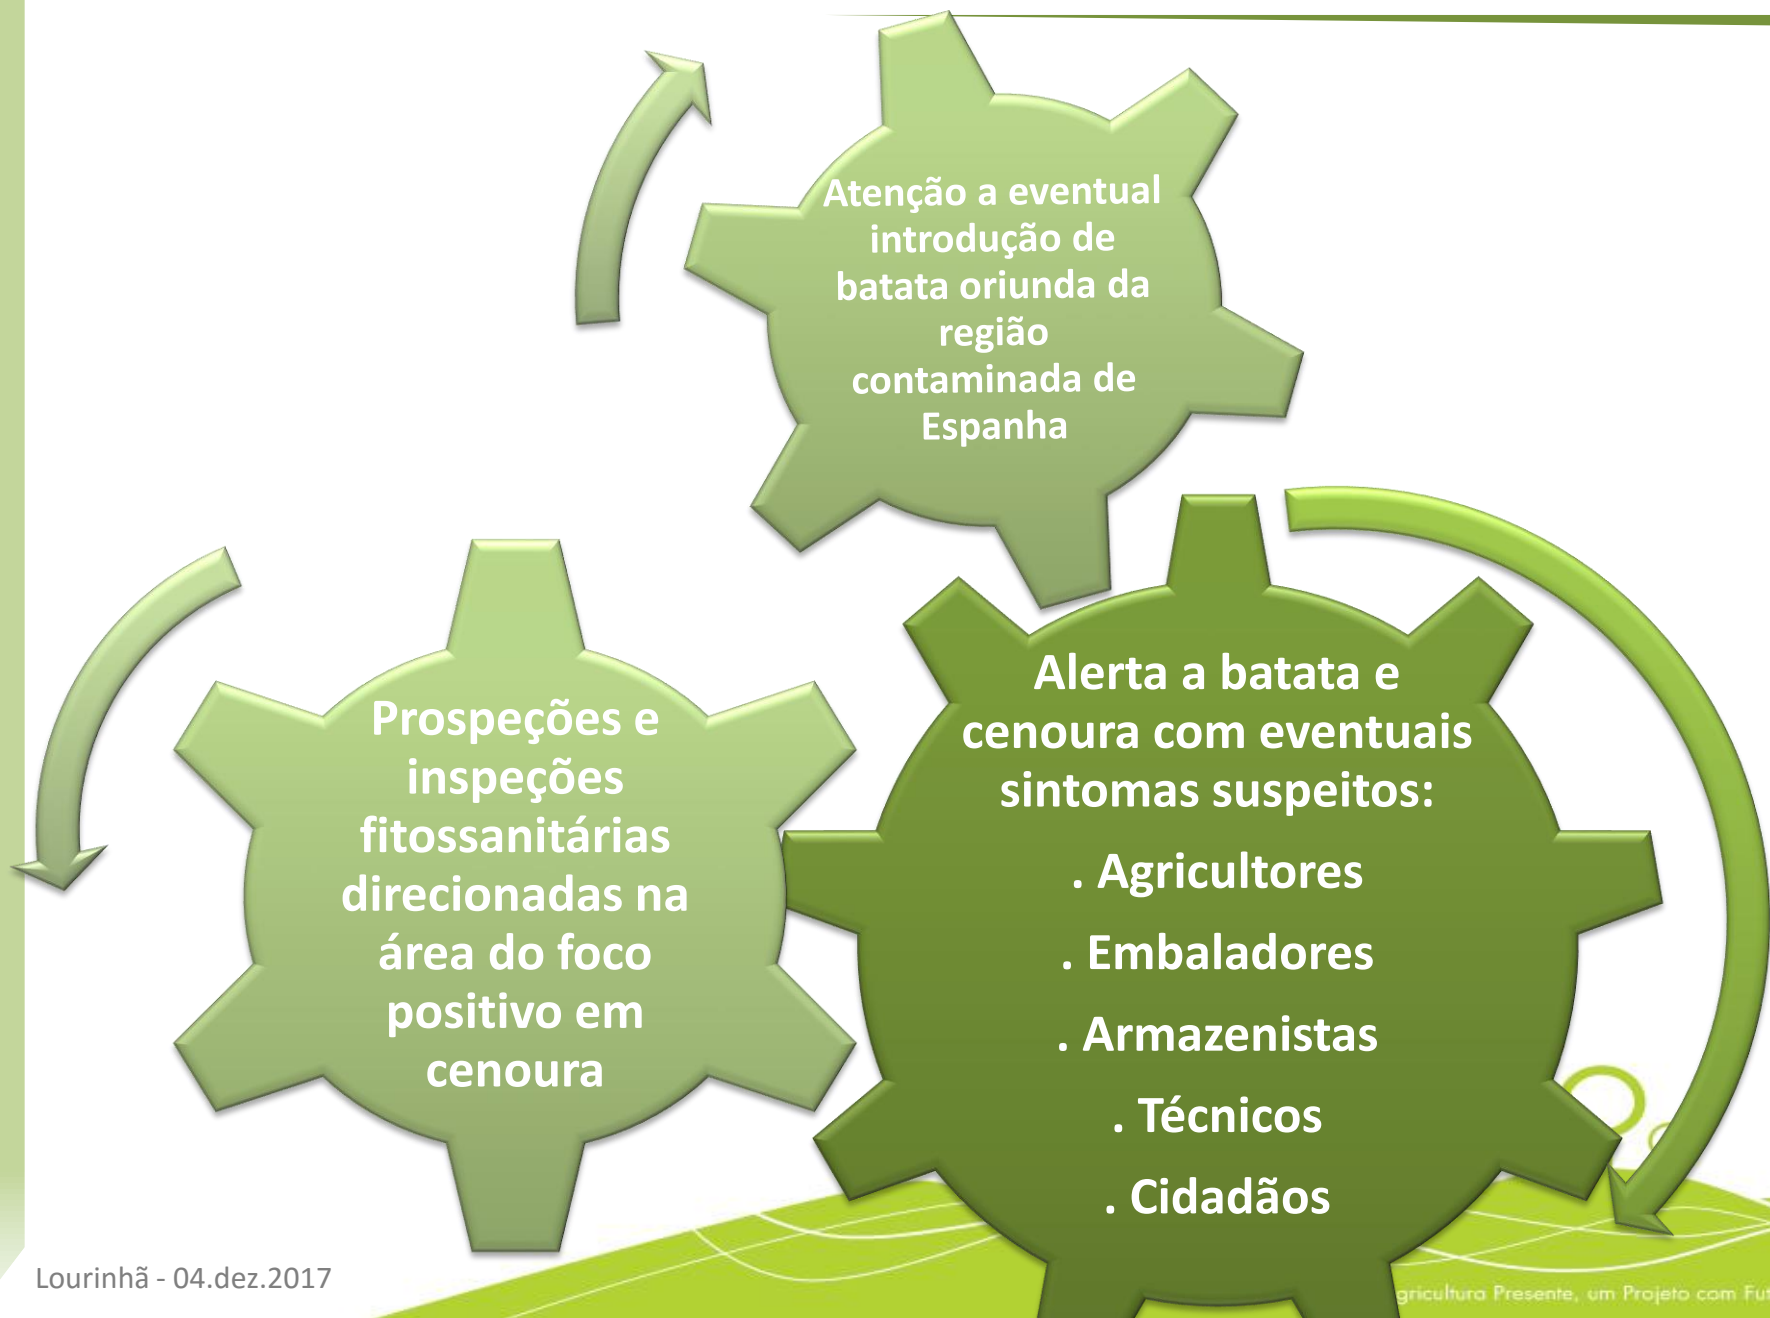 Atenção a eventual
introdução de
batata oriunda da
região
contaminada de
Espanha
Prospeções e
inspeções
fitossanitárias
direcionadas na
área do foco
positivo em
cenoura
Alerta a batata e
cenoura com eventuais
sintomas suspeitos:
. Agricultores
. Embaladores
. Armazenistas
. Técnicos
. Cidadãos
Lourinhã - 04.dez.2017
gricultura Presente, um Projeto com Fut